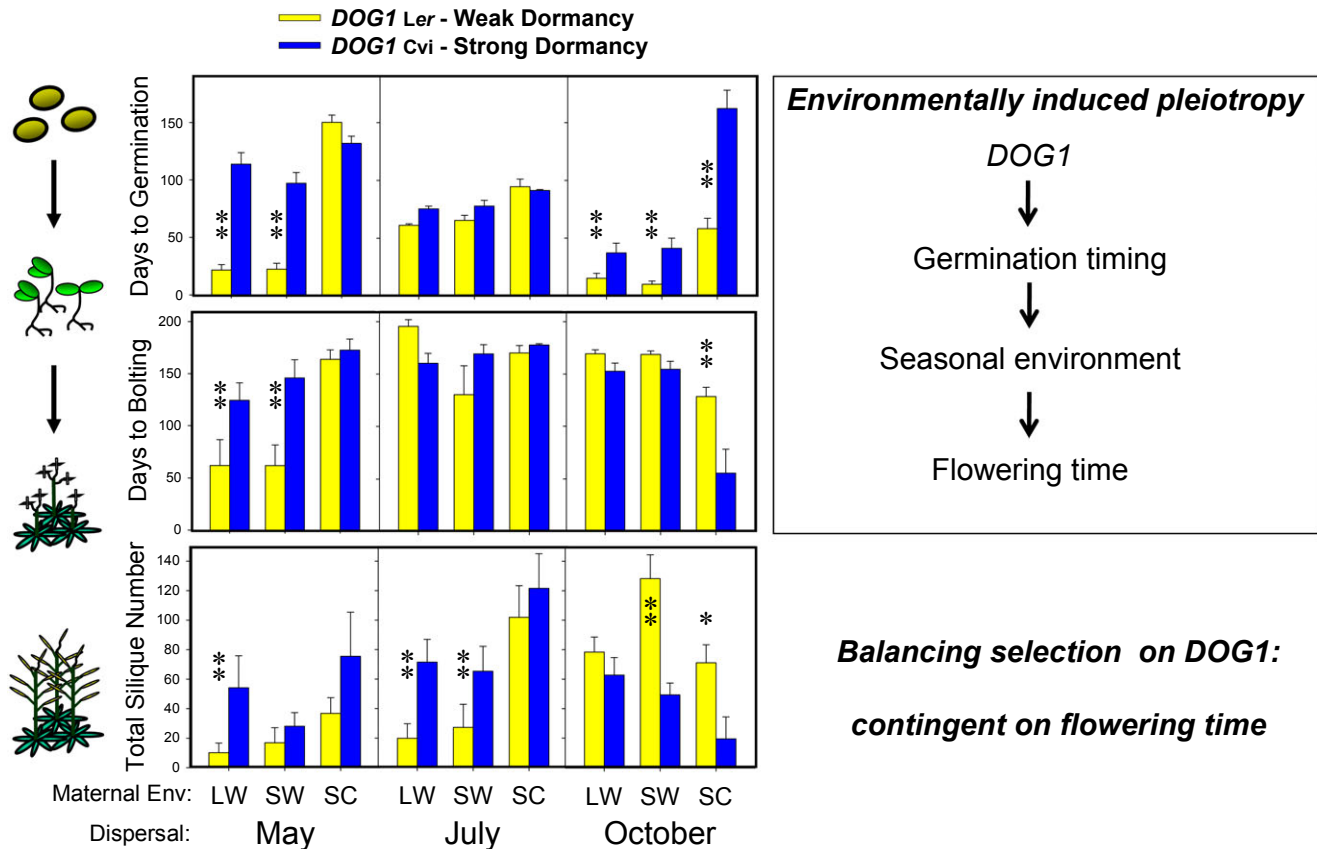 DOG1 Ler - Weak Dormancy
DOG1 Cvi - Strong Dormancy
Days to Germination
150
100
50
0
**
**
**
**
**
Days to Bolting
200
150
100
50
0
**
**
**
Total Silique Number
140
120
100
80
60
40
20
0
**
**
**
**
*
Maternal Env: LW SW SC LW SW SC LW SW SC
Dispersal: May July October
Environmentally induced pleiotropy
DOG1
Germination timing
Seasonal environment
Flowering time
Balancing selection on DOG1:
contingent on flowering time